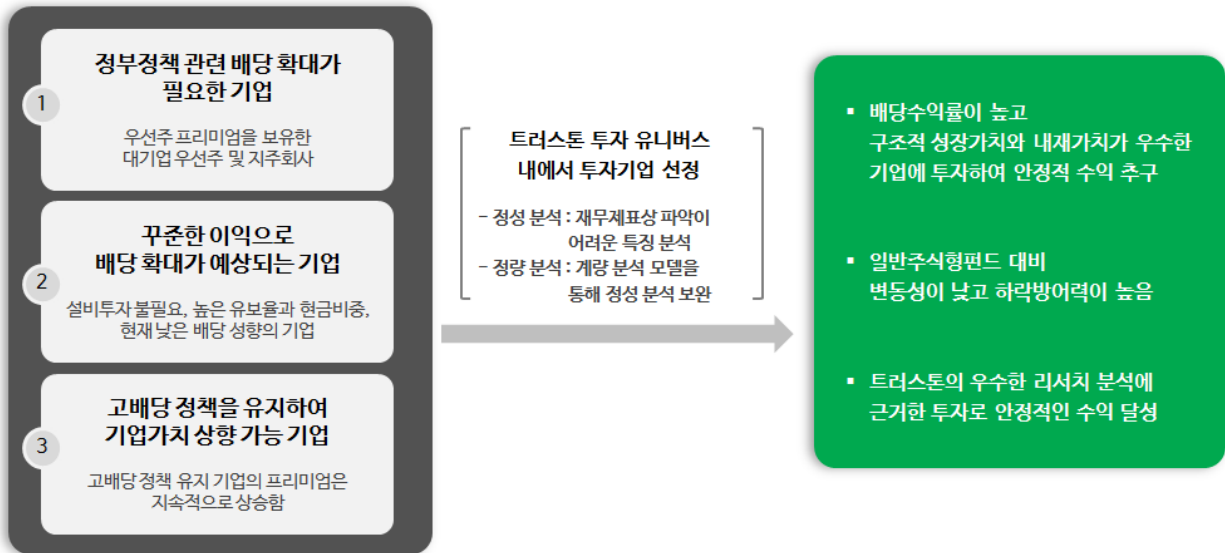 정부정책 관련 배당 확대가
필요한 기업
1
우선주 프리미엄을 보유한
대기업 우선주 및 지주회사
꾸준한 이익으로
배당 확대가 예상되는 기업
2
설비투자 불필요, 높은 유보율과 현금비중,
현재 낮은 배당 성향의 기업
고배당 정책을 유지하여
기업가치 상향 가능 기업
3
고배당 정책 유지 기업의 프리미엄은
지속적으로 상승함
트러스톤 투자 유니버스
내에서 투자기업 선정
- 정성 분석 : 재무제표상 파악이
어려운 특징 분석
- 정량 분석 : 계량 분석 모델을
통해 정성 분석 보완
▪ 배당수익률이 높고
구조적 성장가치와 내재가치가 우수한
기업에 투자하여 안정적 수익 추구
▪ 일반주식형펀드 대비
변동성이 낮고 하락방어력이 높음
▪ 트러스톤의 우수한 리서치 분석에
근거한 투자로 안정적인 수익 달성